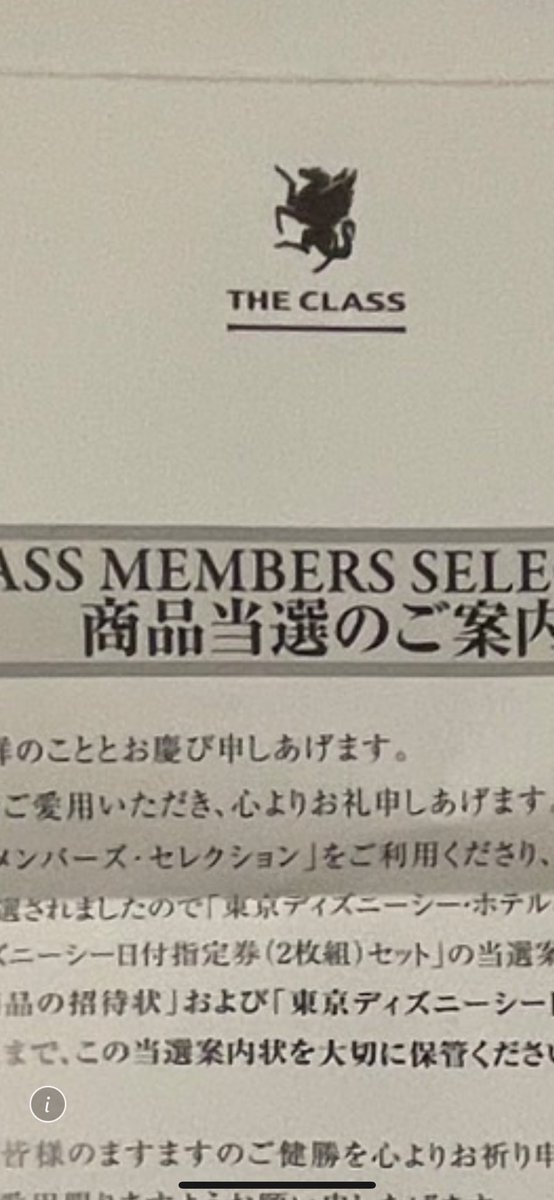 THE CLASS
ASS MEMBERS SELE
商品当選のご案内
のこととお慶び申しあげます。
ご愛用いただき、心よりお礼申しあげます。
メンバーズ・セレクション」をご利用くださり、
選されましたので「東京ディズニーシー・ホテル
ズニーシー日付指定券(2枚組)セット」の当選案
品の招待状」および「東京ディズニーシー
まで、この当選案内状を大切に保管くださ
i
皆様のますますのご健勝を心よりお祈り申